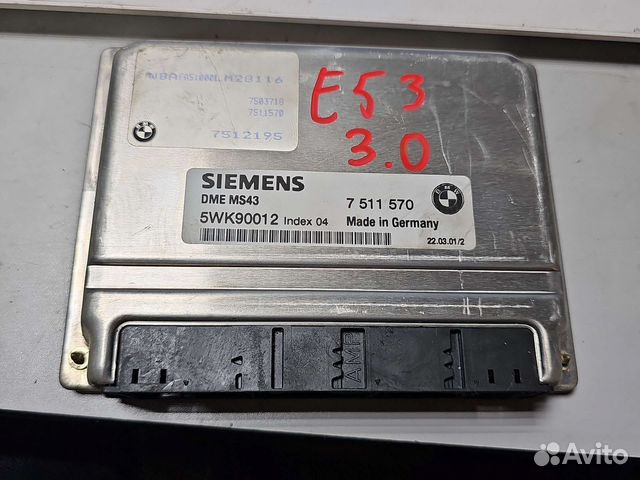 7503718
7511570
7512195
E53
3.0
SIEMENS
DME MS43
7 511 570
BMW
5WK90012 Index 04
Made in Germany
22.03.01/2
AMP
Avito